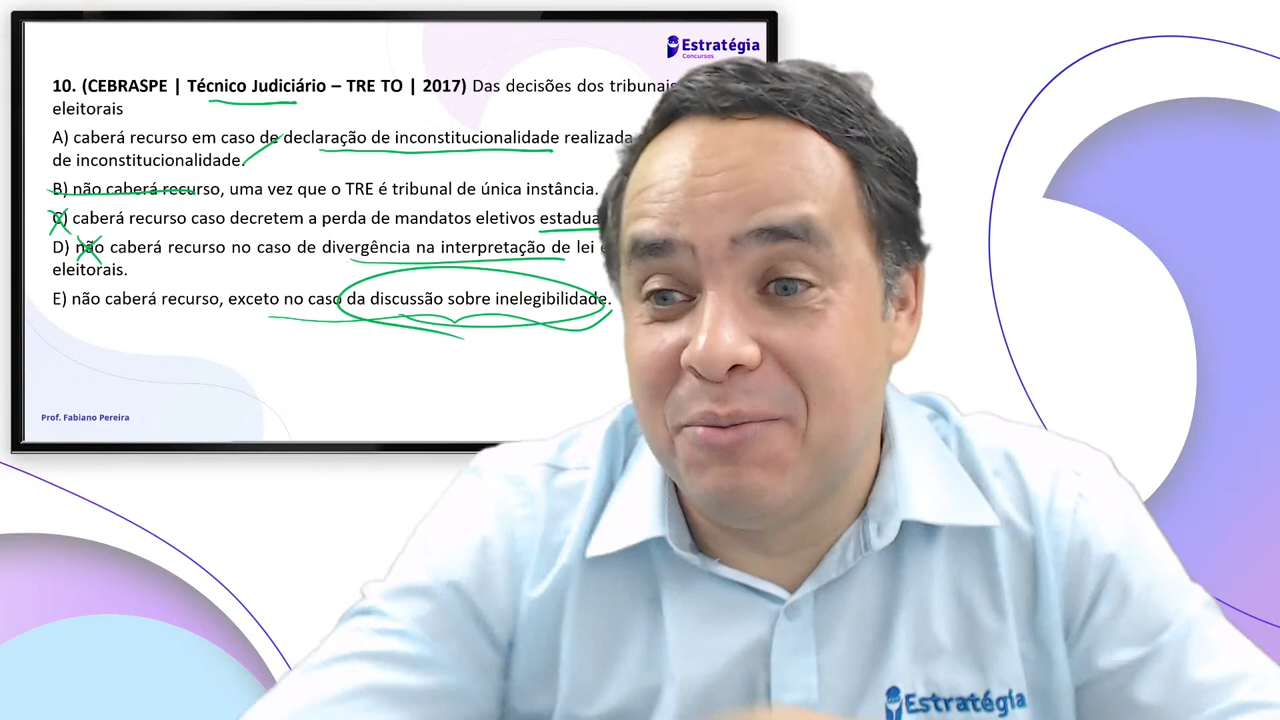 Estratégia
Concursos
10. (CEBRASPE | Técnico Judiciário – TRE TO | 2017) Das decisões dos tribunais
eleitorais
A) caberá recurso em caso de declaração de inconstitucionalidade realizada
de inconstitucionalidade.
B) não caberá recurso, uma vez que o TRE é tribunal de única instância.
C) caberá recurso caso decretem a perda de mandatos eletivos
D) não caberá recurso no caso de divergência na interpretação de lei
eleitorais.
E) não caberá recurso, exceto no caso da discussão sobre inelegibilidade.
Prof. Fabiano Pereira
Estratégia